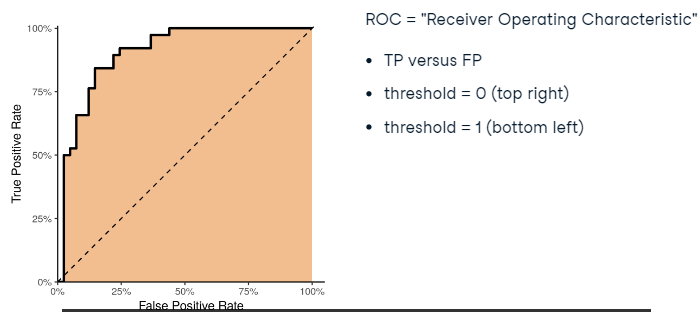 ROC = "Receiver Operating Characteristic"
• TP versus FP
• threshold = 0 (top right)
• threshold = 1 (bottom left)
True Positive Rate
100%
75%
50%
25%
0%
0% 25% 50% 75% 100%
False Positive Rate